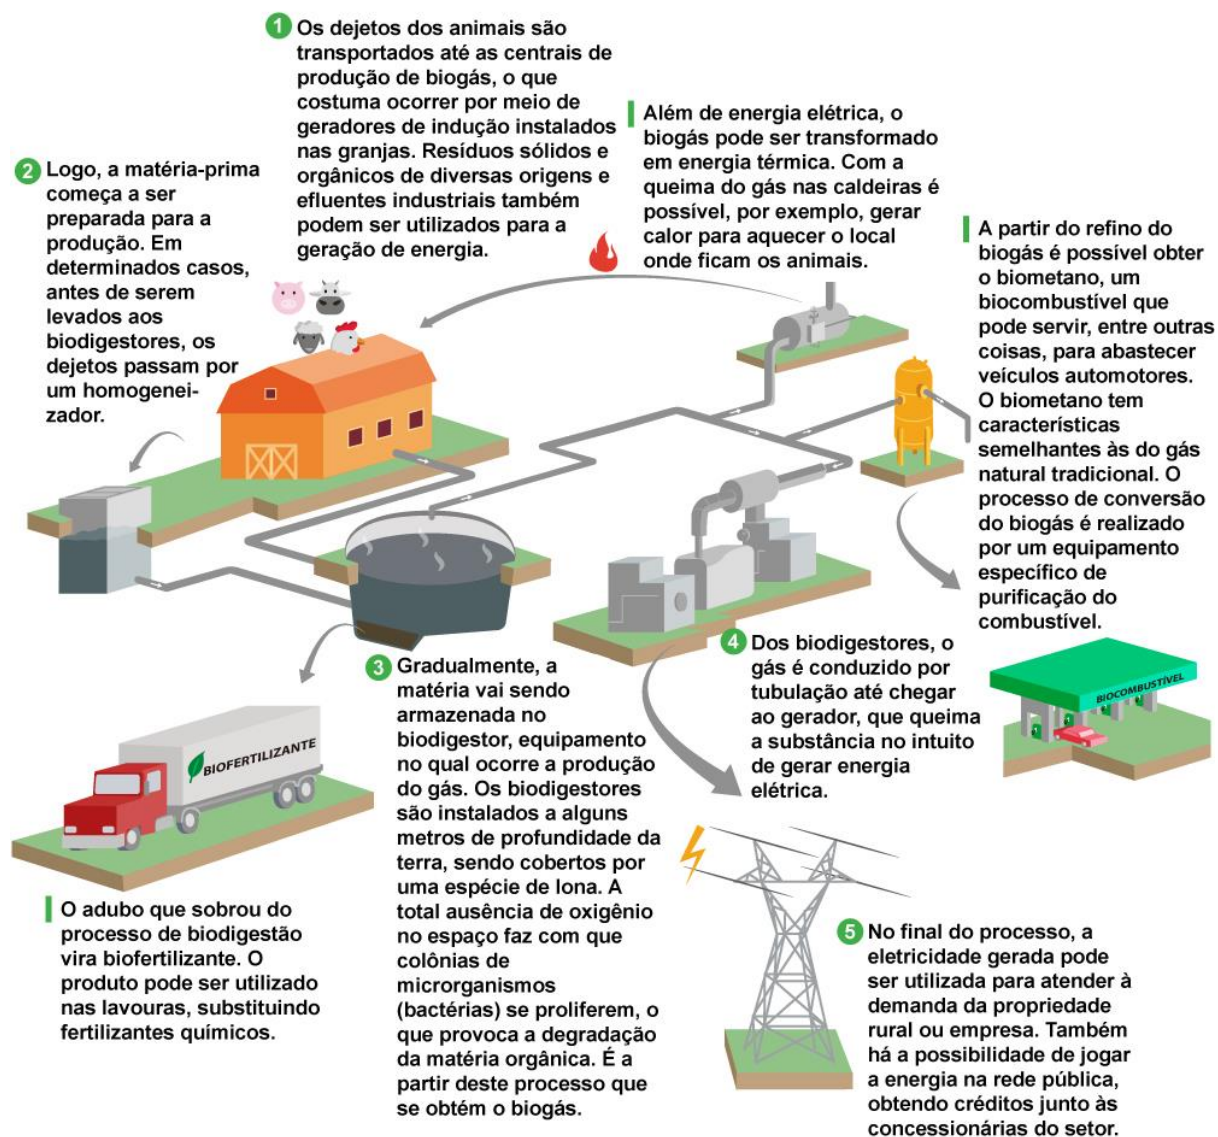 1
Os dejetos dos animais são
transportados até as centrais de
produção de biogás, o que
costuma ocorrer por meio de
geradores de indução instalados
nas granjas. Resíduos sólidos e
orgânicos de diversas origens e
efluentes industriais também
podem ser utilizados para a
geração de energia.
Além de energia elétrica, o
biogás pode ser transformado
em energia térmica. Com a
queima do gás nas caldeiras é
possível, por exemplo, gerar
calor para aquecer o local
onde ficam os animais.
2
Logo, a matéria-prima
começa a ser
preparada para a
produção. Em
determinados casos,
antes de serem
levados aos
biodigestores, os
dejetos passam por
um homogenei-
zador.
A partir do refino do
biogás é possível obter
o biometano, um
biocombustível que
pode servir, entre outras
coisas, para abastecer
veículos automotores.
O biometano tem
características
semelhantes às do gás
natural tradicional. O
processo de conversão
do biogás é realizado
por um equipamento
específico de
purificação do
combustível.
BIOCOMBUSTÍVEL
3
Gradualmente, a
matéria vai sendo
armazenada no
biodigestor, equipamento
no qual ocorre a produção
do gás. Os biodigestores
são instalados a alguns
metros de profundidade da
terra, sendo cobertos por
uma espécie de lona. A
total ausência de oxigênio
no espaço faz com que
colônias de
microrganismos
(bactérias) se proliferem, o
que provoca a degradação
da matéria orgânica. É a
partir deste processo que
se obtém o biogás.
4
Dos biodigestores, o
gás é conduzido por
tubulação até chegar
ao gerador, que queima
a substância no intuito
de gerar energia
elétrica.
BIOFERTILIZANTE
O adubo que sobrou do
processo de biodigestão
vira biofertilizante. O
produto pode ser utilizado
nas lavouras, substituindo
fertilizantes químicos.
5
No final do processo, a
eletricidade gerada pode
ser utilizada para atender à
demanda da propriedade
rural ou empresa. Também
há a possibilidade de jogar
a energia na rede pública,
obtendo créditos junto às
concessionárias do setor.